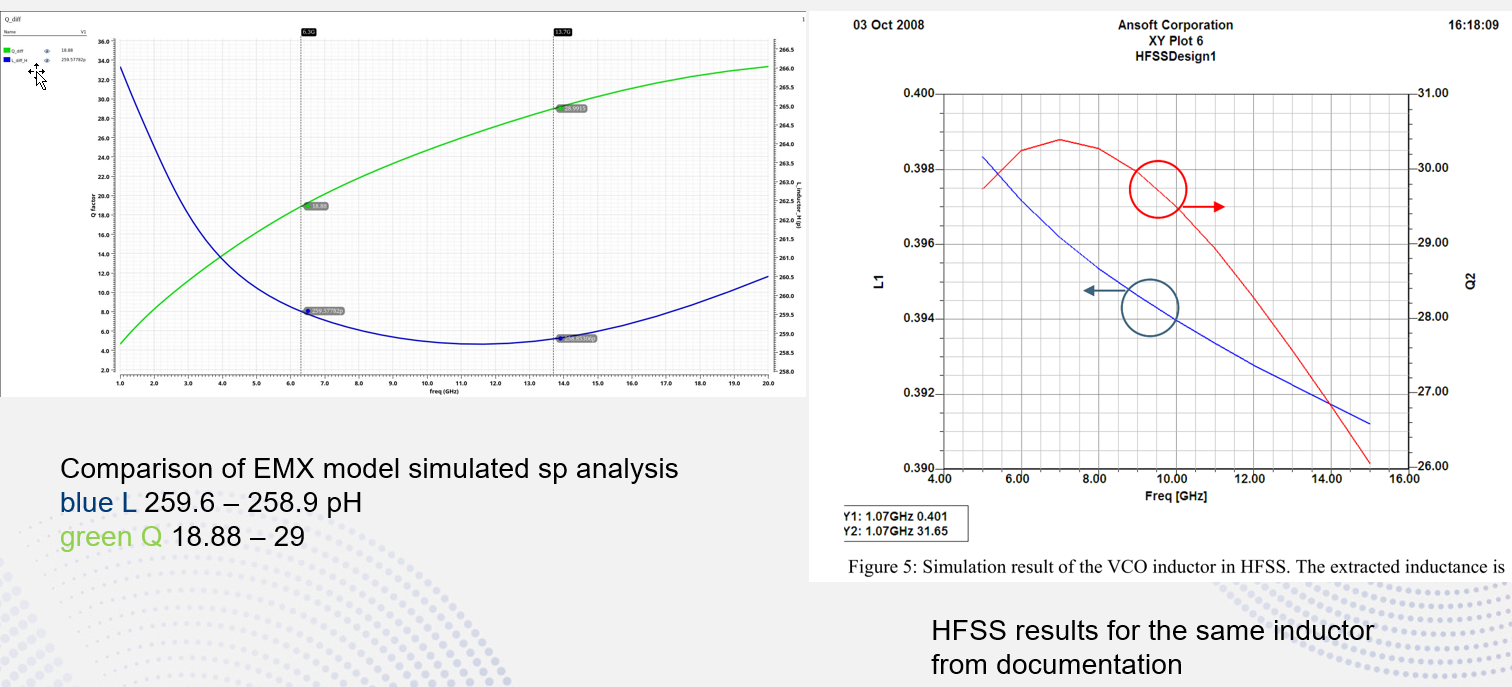 Q_diff
1
Name
V1
Q_diff 18.88
L_diff_H 259.57782p
6.3G
13.7G
36.0
34.0
32.0
30.0
28.0
26.0
24.0
22.0
20.0
18.0
16.0
14.0
12.0
10.0
8.0
6.0
4.0
2.0
Q factor
18.88
259.57782p
266.5
266.0
265.5
265.0
264.5
264.0
263.5
263.0
262.5
262.0
261.5
261.0
260.5
260.0
259.5
259.0
258.5
258.0
L_inductor_H (p)
1.0 2.0 3.0 4.0 5.0 6.0 7.0 8.0 9.0 10.0 11.0 12.0 13.0 14.0 15.0 16.0 17.0 18.0 19.0 20.0
freq (GHz)
Comparison of EMX model simulated sp analysis
blue L 259.6 – 258.9 pH
green Q 18.88 – 29
03 Oct 2008
Ansoft Corporation
16:18:09
XY Plot 6
HFSSDesign1
0.400
0.398
0.396
0.394
0.392
0.390
L1
31.00
30.00
29.00
28.00
27.00
26.00
Q2
4.00 6.00 8.00 10.00 12.00 14.00 16.00
Freq [GHz]
Y1: 1.07GHz 0.401
Y2: 1.07GHz 31.65
Figure 5: Simulation result of the VCO inductor in HFSS. The extracted inductance is
HFSS results for the same inductor
from documentation